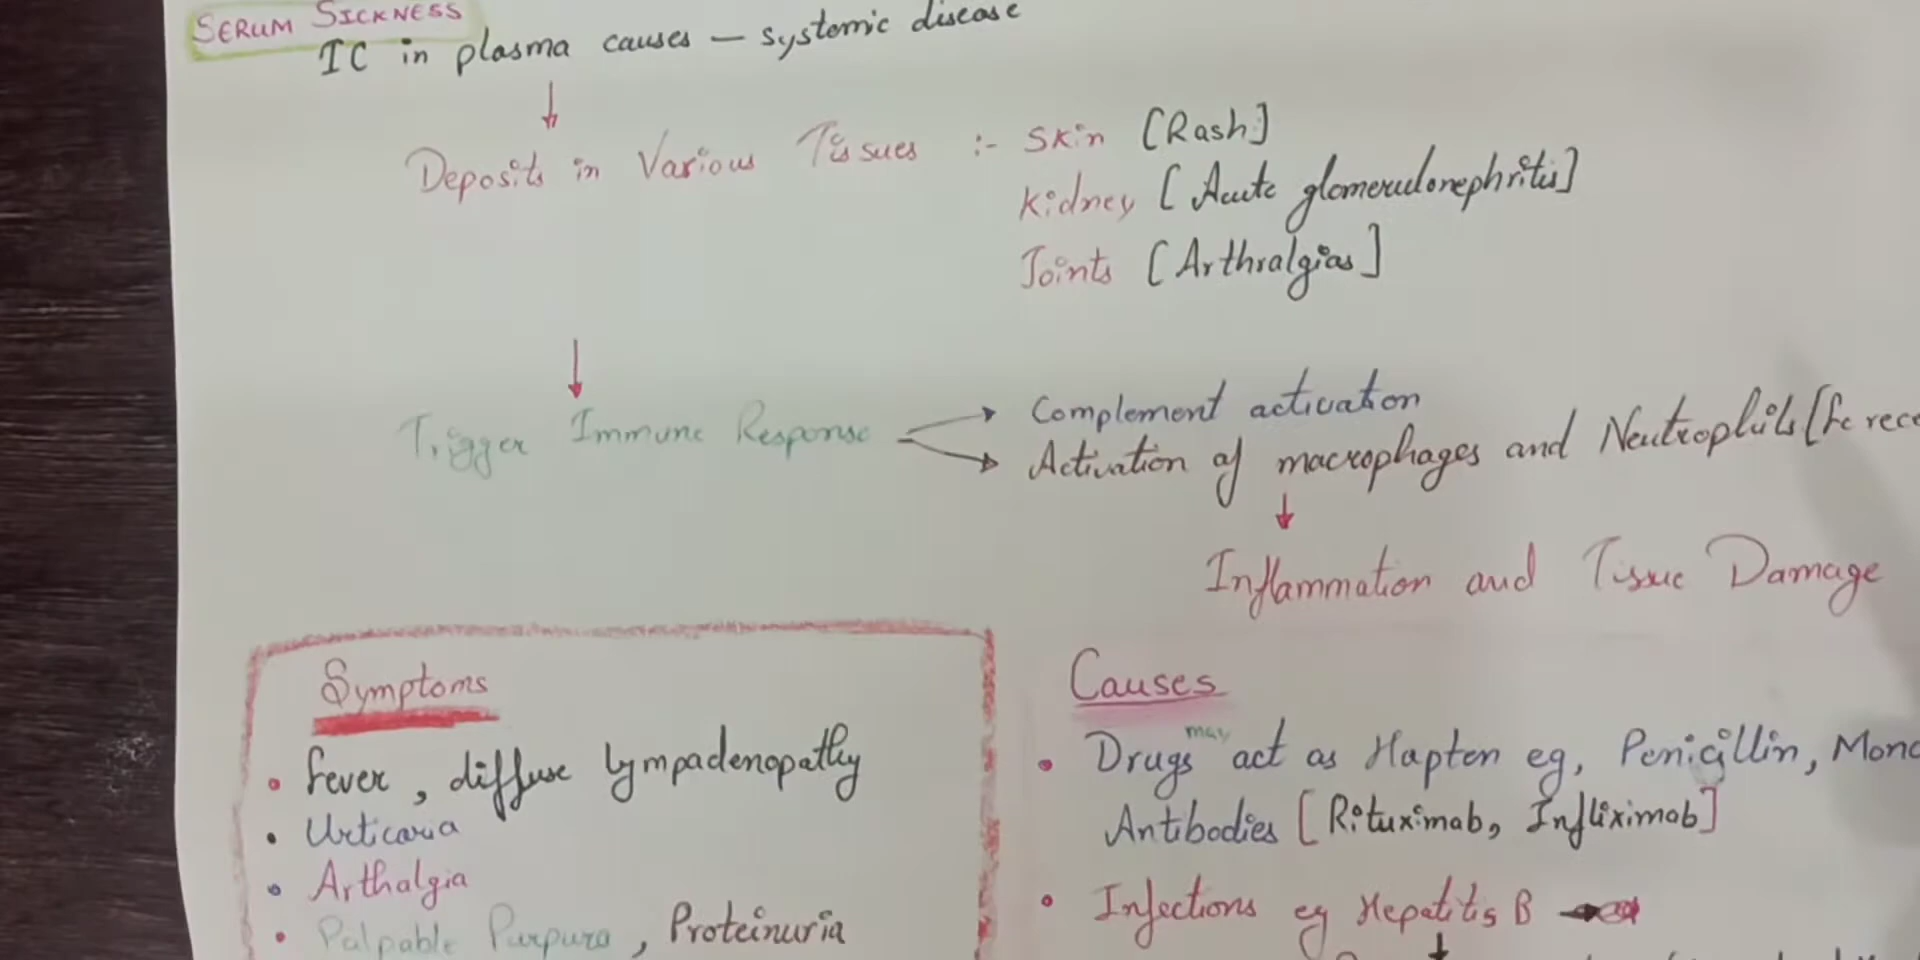 SERUM SICKNESS
IC in plasma causes — systemic disease
Deposits in Various Tissues :- Skin [Rash]
Kidney [Acute glomerulonephritis]
Joints [Arthralgias]
Trigger Immune Response
Complement activation
Activation of macrophages and Neutrophils [Fc rece
Inflammation and Tissue Damage
Symptoms
• Fever, diffuse lympadenopathy
• Urticaria
• Arthalgia
• Palpable Purpura, Proteinuria
Causes
• Drugs may act as Hapten eg, Penicillin, Mono
Antibodies [Rituximab, Infliximab]
• Infections eg Hepatitis B